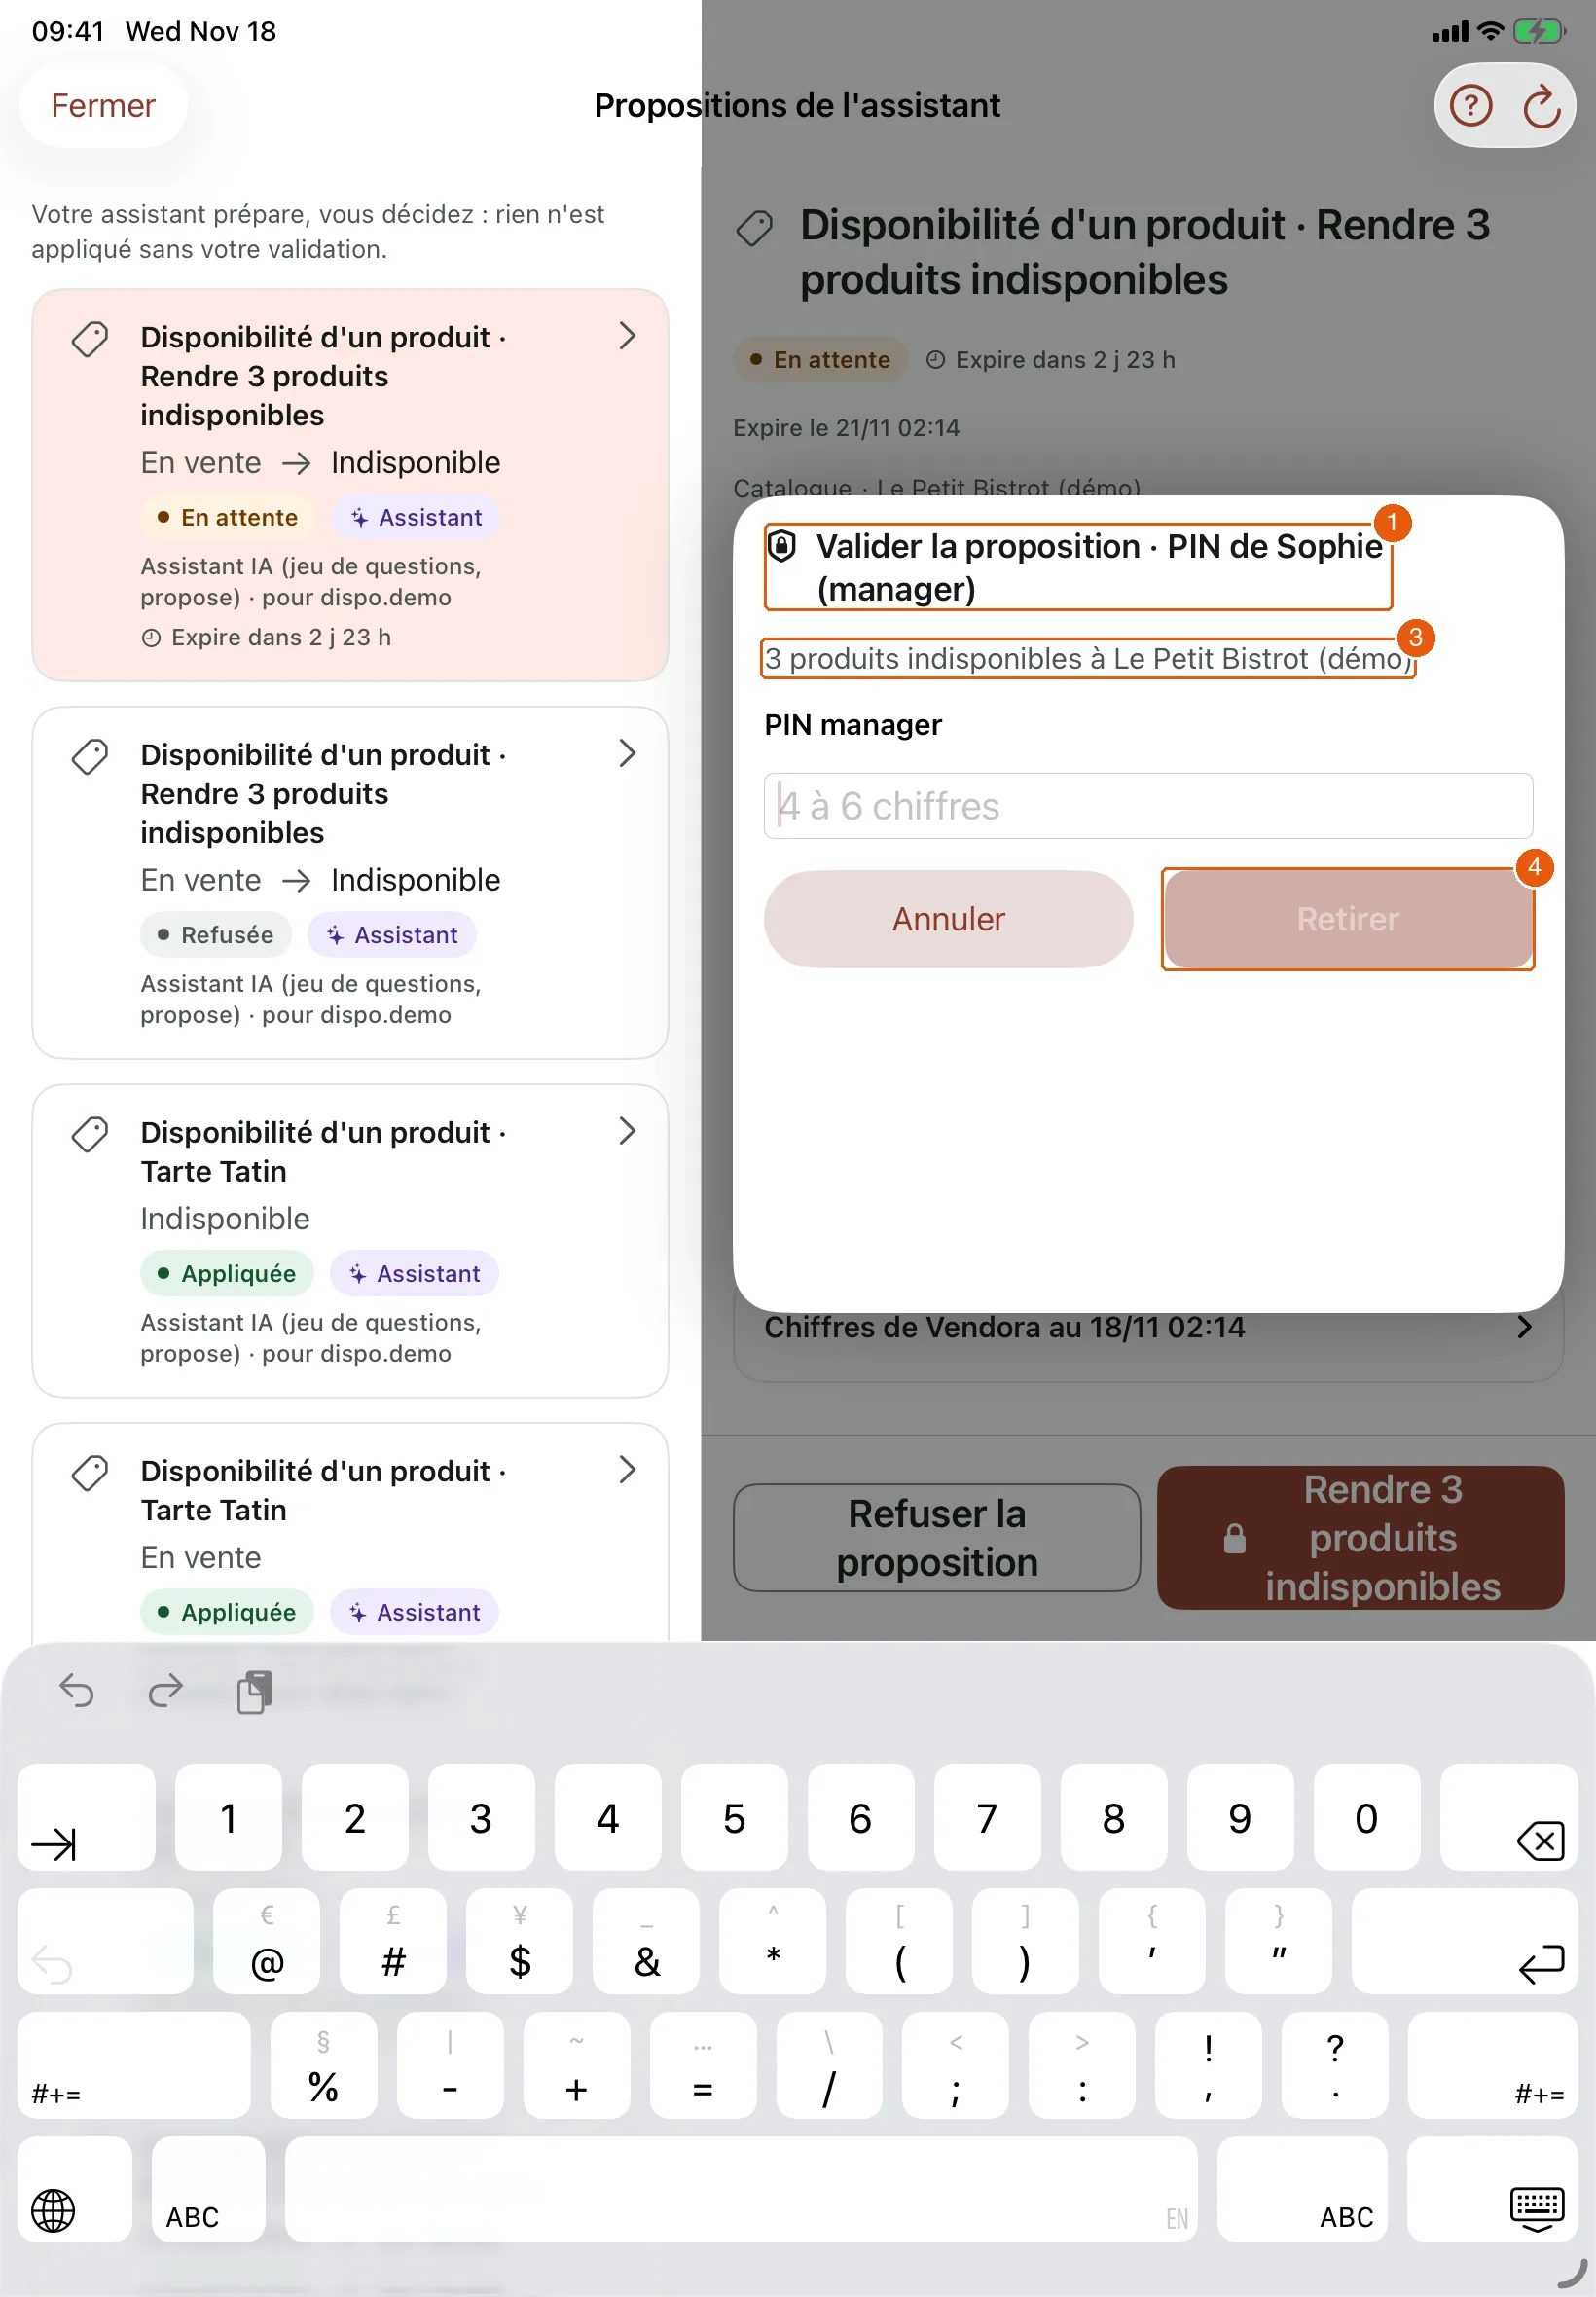 09:41 Wed Nov 18
Fermer
Propositions de l'assistant
?
Votre assistant prépare, vous décidez : rien n'est
appliqué sans votre validation.
Disponibilité d'un produit ·
Rendre 3 produits
indisponibles
En vente → Indisponible
En attente
Assistant
Assistant IA (jeu de questions,
propose) · pour dispo.demo
Expire dans 2 j 23 h
Disponibilité d'un produit ·
Rendre 3 produits
indisponibles
En vente → Indisponible
Refusée
Assistant
Assistant IA (jeu de questions,
propose) · pour dispo.demo
Disponibilité d'un produit ·
Tarte Tatin
Indisponible
Appliquée
Assistant
Assistant IA (jeu de questions,
propose) · pour dispo.demo
Disponibilité d'un produit ·
Tarte Tatin
En vente
Appliquée
Assistant
Disponibilité d'un produit · Rendre 3
produits indisponibles
En attente
Expire dans 2 j 23 h
Expire le 21/11 02:14
Catalogue · Le Petit Bistrot (démo)
1
Valider la proposition · PIN de Sophie
(manager)
3
3 produits indisponibles à Le Petit Bistrot (démo)
PIN manager
4 à 6 chiffres
4
Annuler
Retirer
Chiffres de Vendora au 18/11 02:14
Refuser la
proposition
Rendre 3
produits
indisponibles
1 2 3 4 5 6 7 8 9 0
€ £ ¥ _ ^ [ ] { }
@ # $ & * ( ) ' "
§ | ~ … \ < > ! ?
#+= % - + = / ; : , . #+=
ABC EN ABC